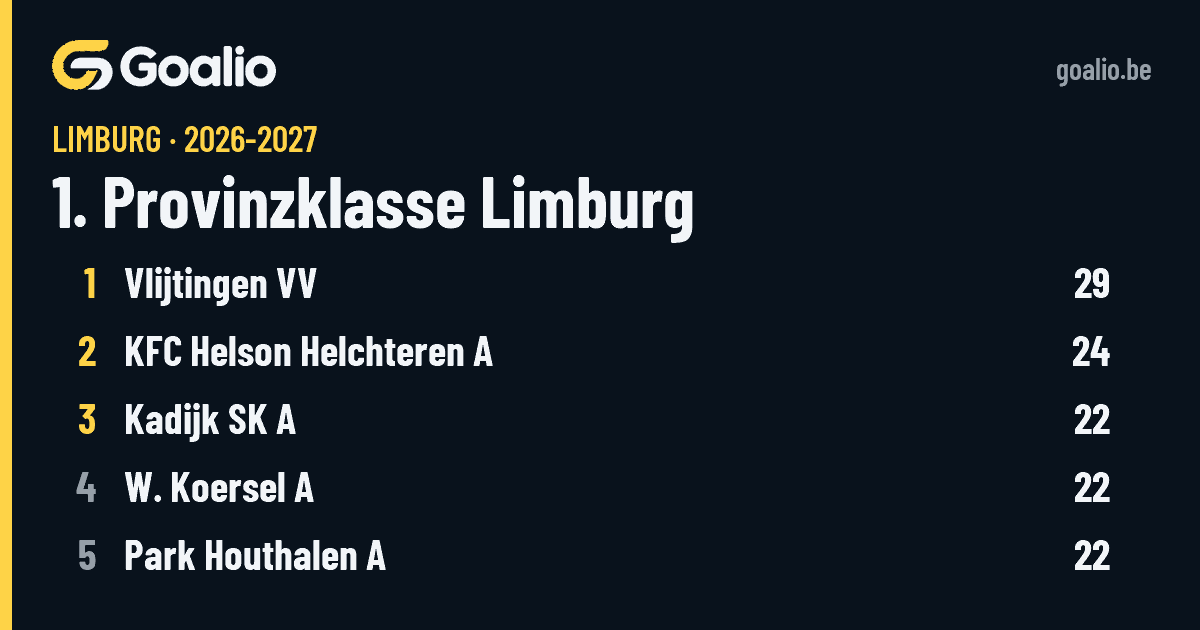 Goalio
goalio.be
LIMBURG · 2026-2027
1. Provinzklasse Limburg
1 Vlijtingen VV 29
2 KFC Helson Helchteren A 24
3 Kadijk SK A 22
4 W. Koersel A 22
5 Park Houthalen A 22